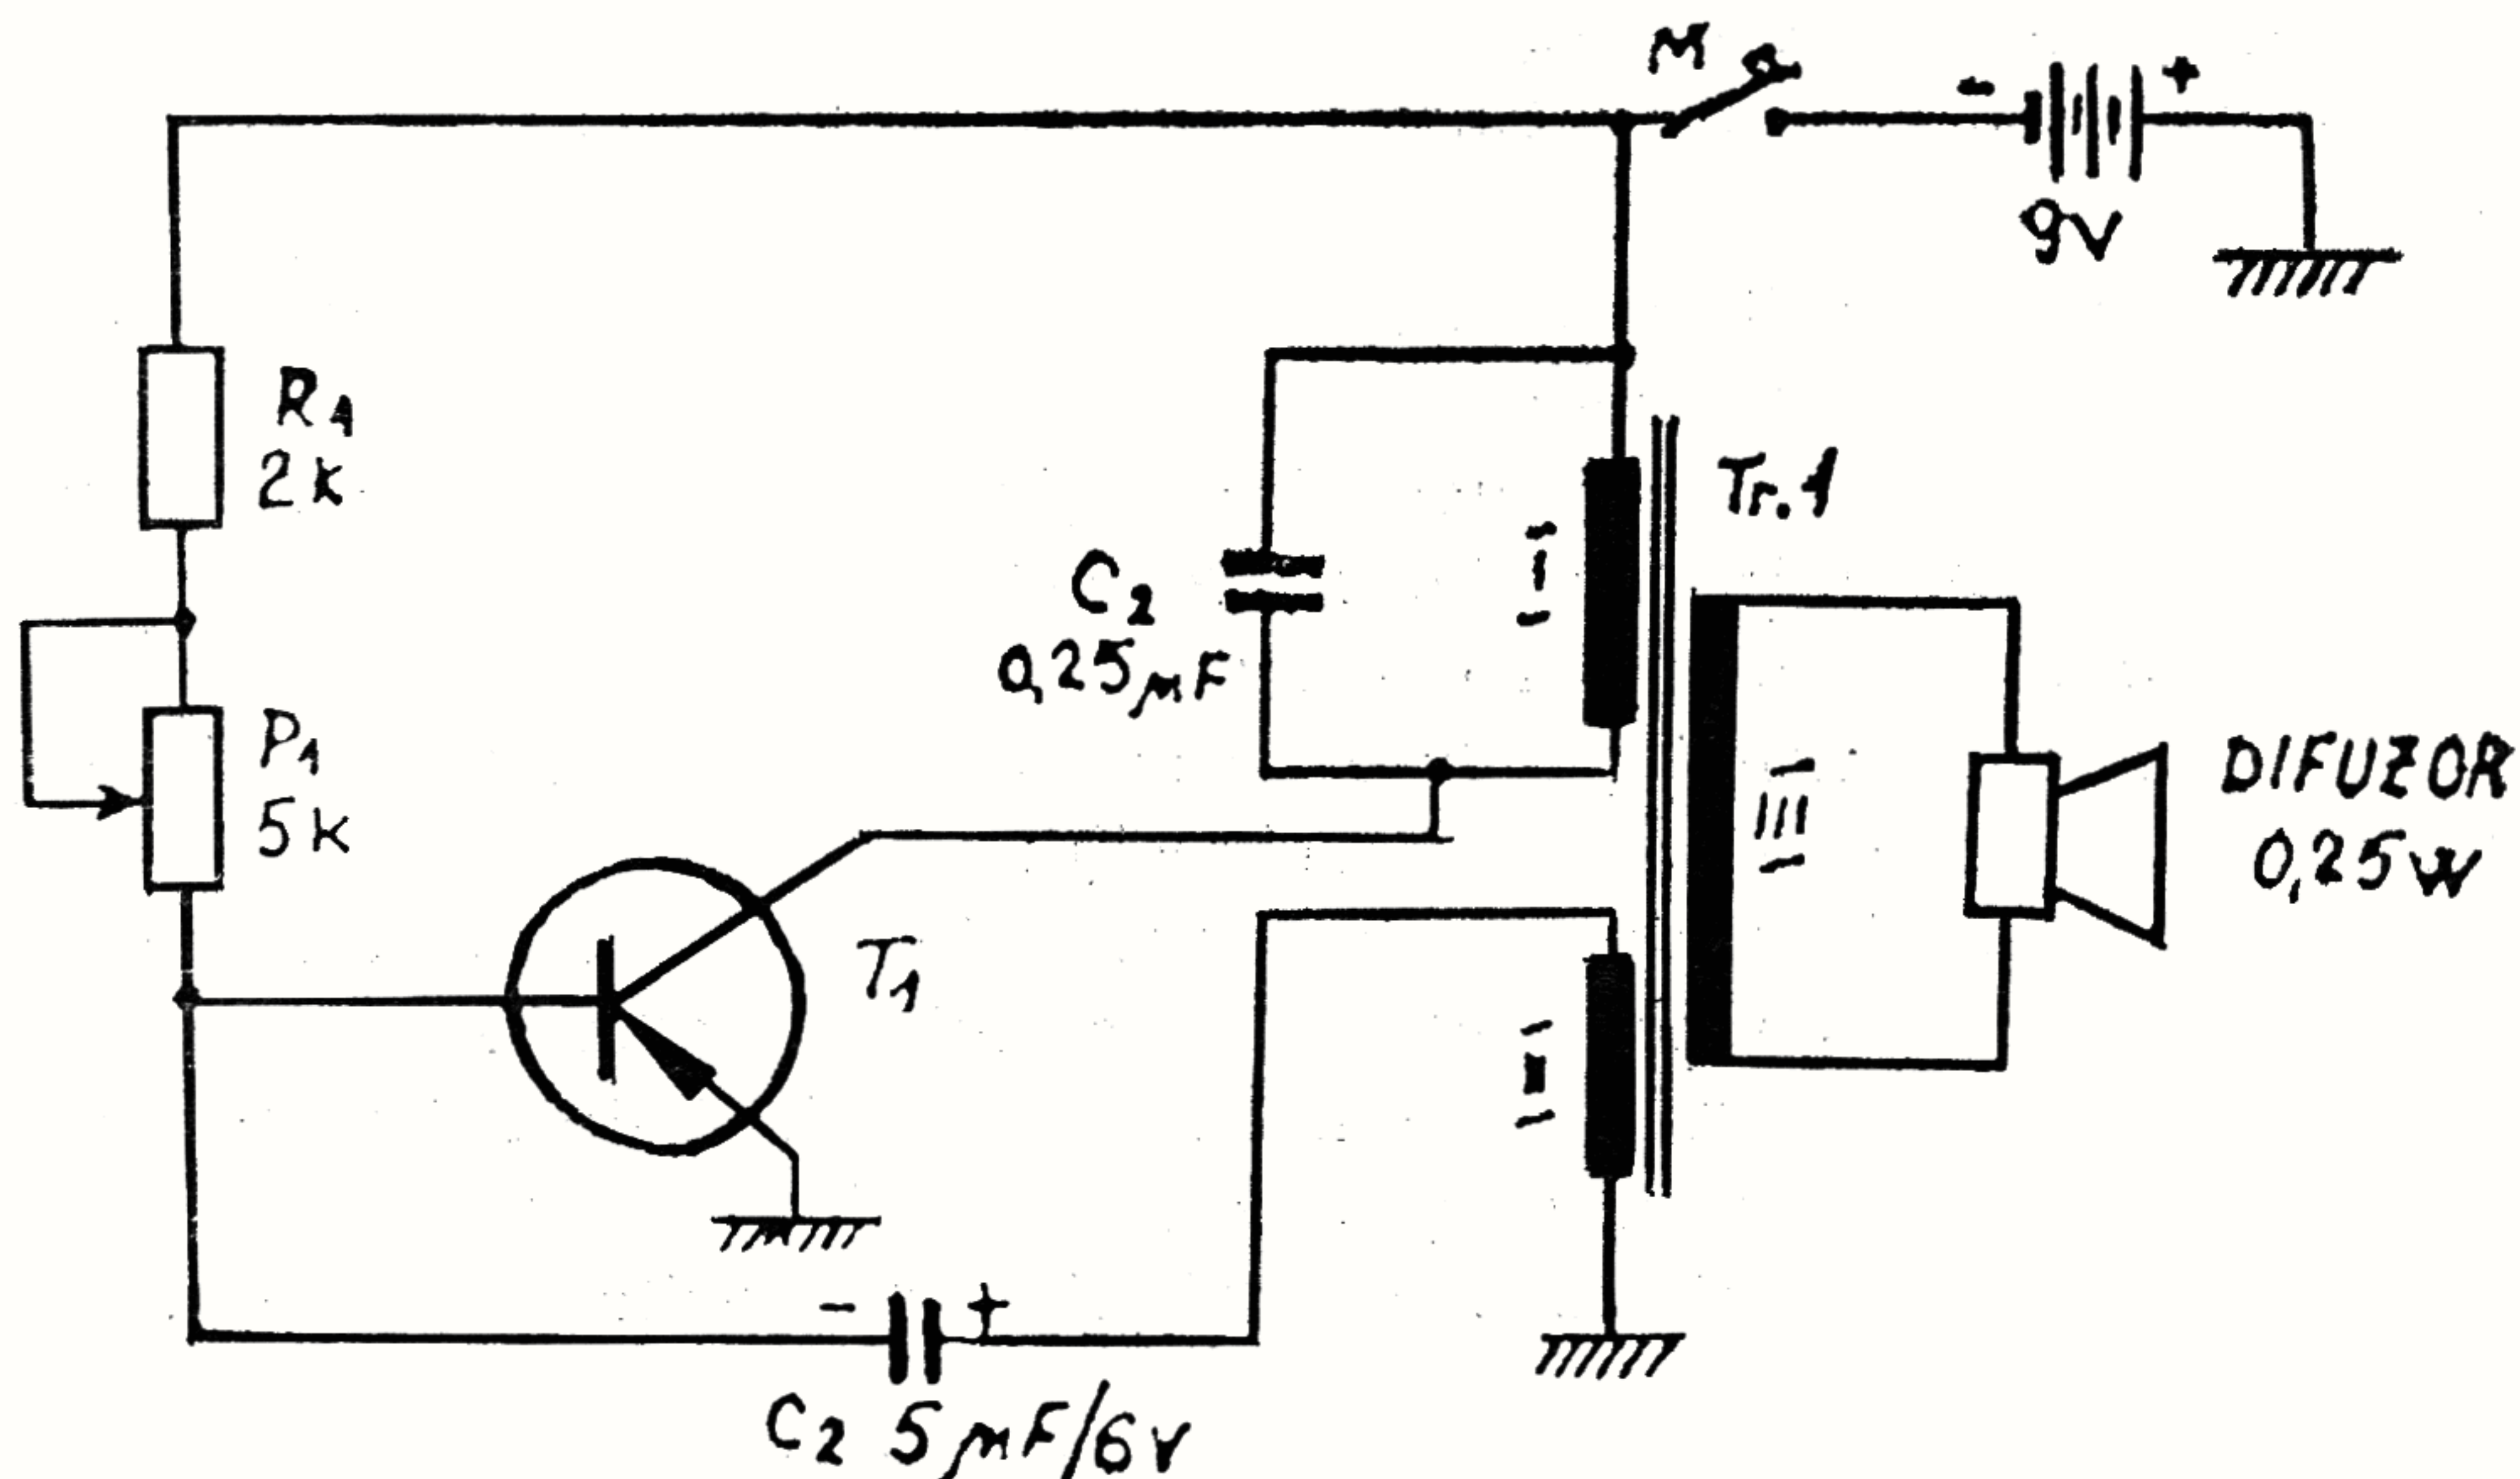 M
- +
9V
R1
2k
Tr.1
I
C2
0,25µF
P1
5k
III
DIFUZOR
0,25W
T1
II
- +
C2 5µF/6V